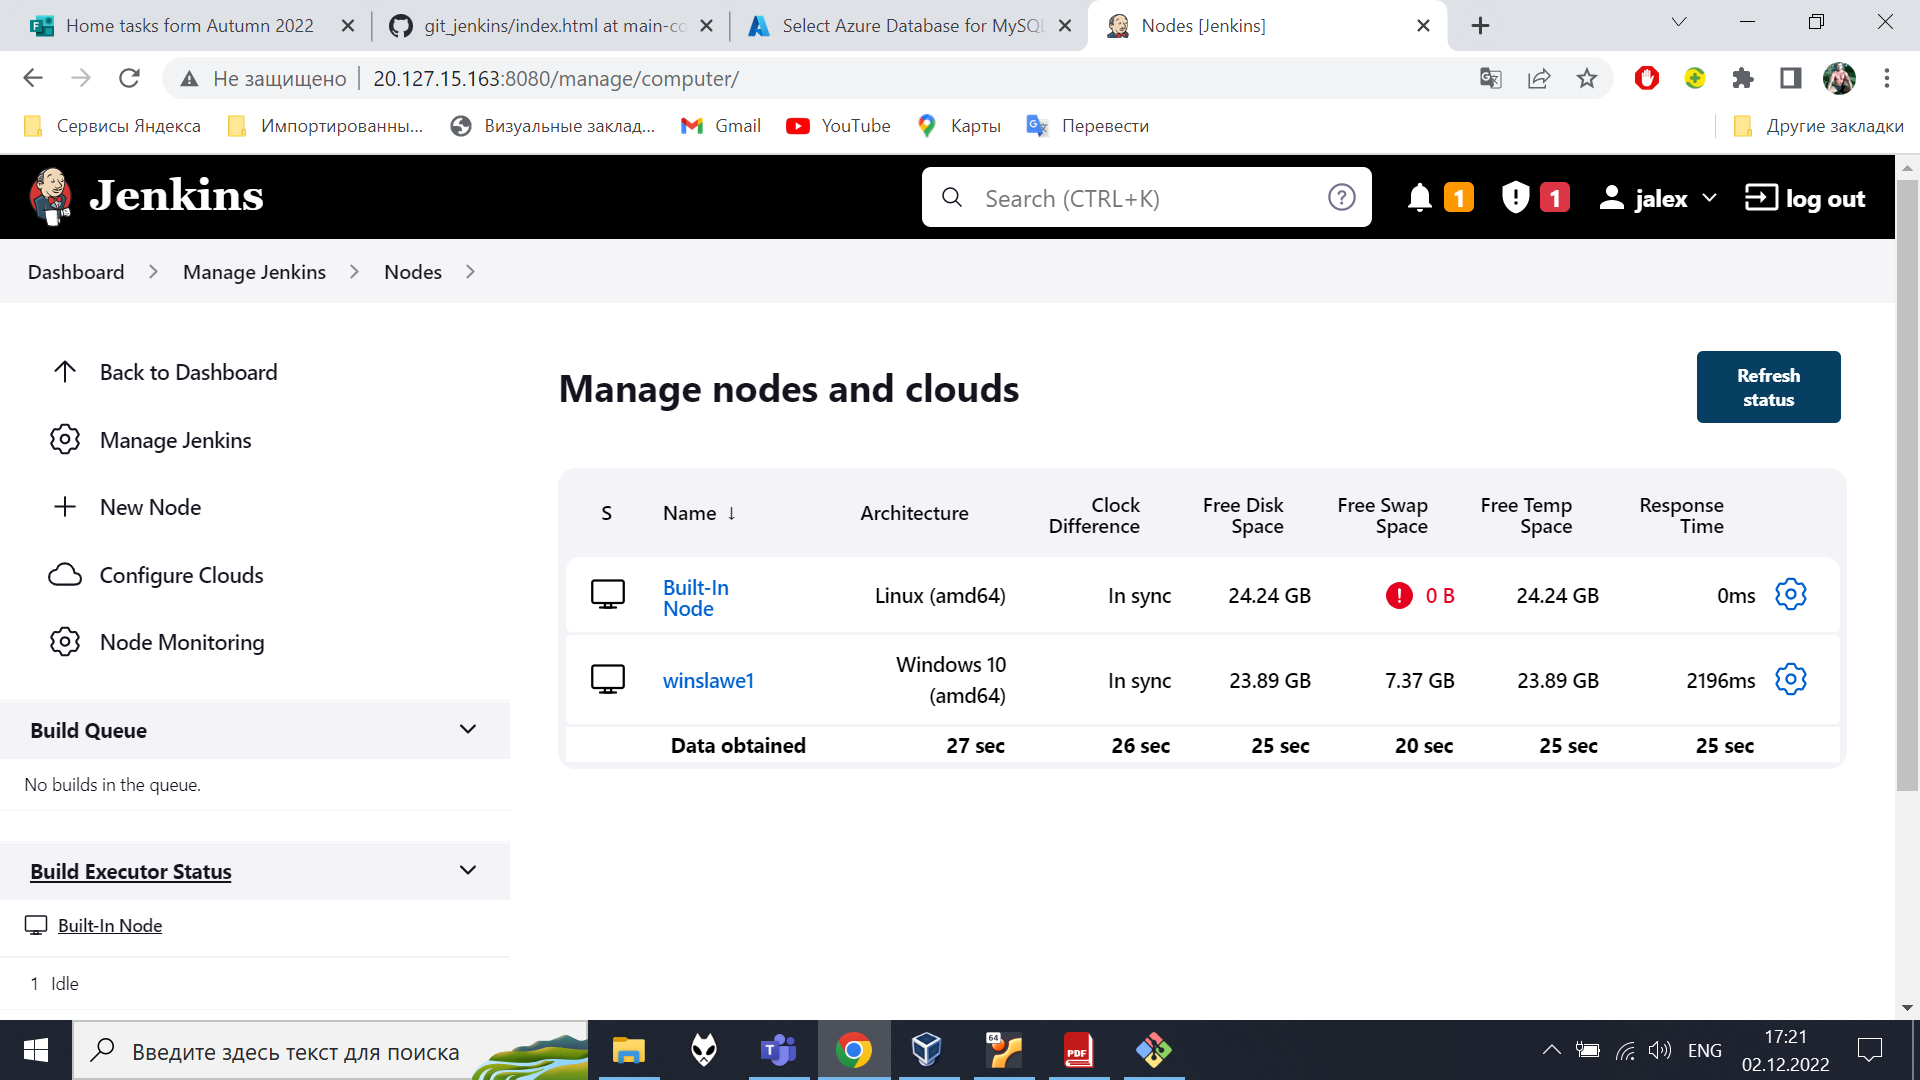 Home tasks form Autumn 2022
git_jenkins/index.html at main-co
Select Azure Database for MySQL
Nodes [Jenkins]
Не защищено
20.127.15.163:8080/manage/computer/
Сервисы Яндекса
Импортированны...
Визуальные заклад...
Gmail
YouTube
Карты
Перевести
Другие закладки
Jenkins
Search (CTRL+K)
1
1
jalex
log out
Dashboard
Manage Jenkins
Nodes
Back to Dashboard
Manage Jenkins
New Node
Configure Clouds
Node Monitoring
Build Queue
No builds in the queue.
Build Executor Status
Built-In Node
1 Idle
Manage nodes and clouds
Refresh
status
S Name ↓ Architecture Clock Difference Free Disk Space Free Swap Space Free Temp Space Response Time
Built-In Node Linux (amd64) In sync 24.24 GB 0 B 24.24 GB 0ms
winslawe1 Windows 10 (amd64) In sync 23.89 GB 7.37 GB 23.89 GB 2196ms
Data obtained 27 sec 26 sec 25 sec 20 sec 25 sec 25 sec
Введите здесь текст для поиска
64
PDF
ENG
17:21
02.12.2022